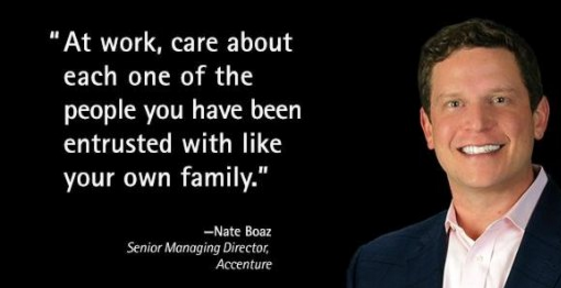 “At work, care about
each one of the
people you have been
entrusted with like
your own family.”
—Nate Boaz
Senior Managing Director,
Accenture